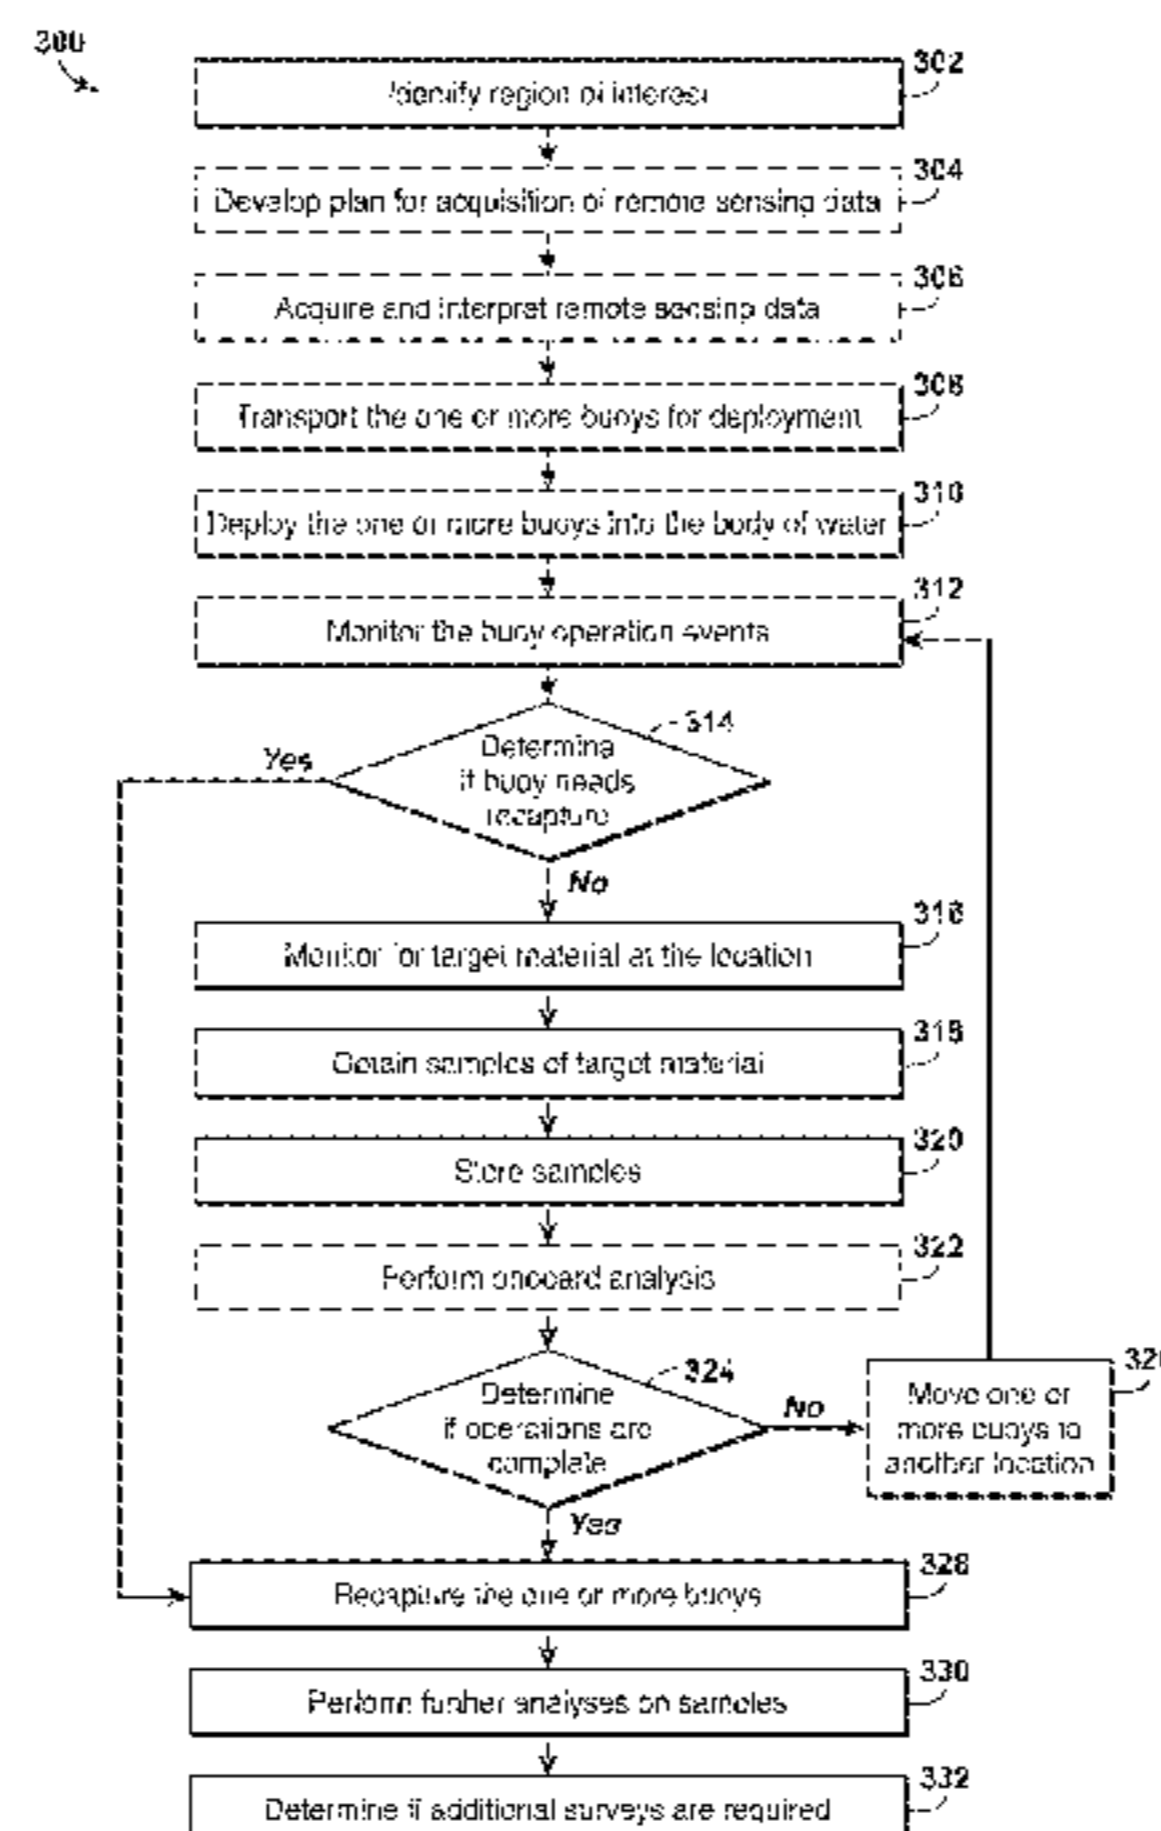 300
302
Identify region of interest
304
Develop plan for acquisition of remote sensing data
306
Acquire and interpret remote sensing data
308
Transport the one or more buoys for deployment
310
Deploy the one or more buoys into the body of water
312
Monitor the buoy operation events
314
Determine
if buoy needs
recapture
Yes
No
316
Monitor for target material at the location
318
Obtain samples of target material
320
Store samples
322
Perform onboard analysis
324
Determine
if operations are
complete
No
Move one or
more buoys to
another location
Yes
328
Recapture the one or more buoys
330
Perform further analyses on samples
332
Determine if additional surveys are required